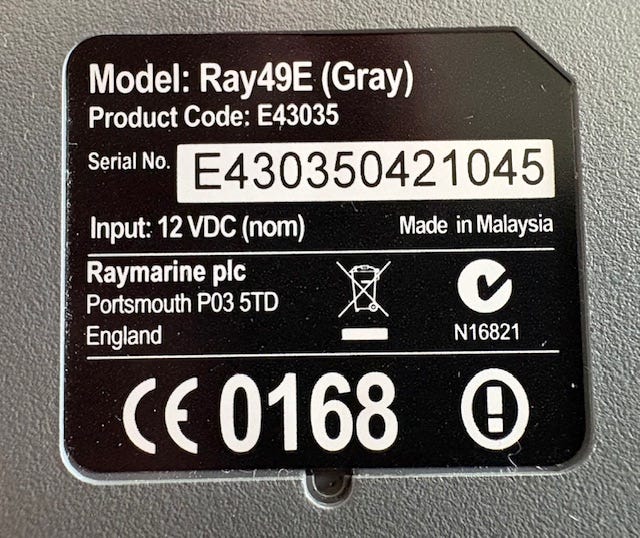 Model: Ray49E (Gray)
Product Code: E43035
Serial No. E430350421045
Input: 12 VDC (nom) Made in Malaysia
Raymarine plc
Portsmouth P03 5TD
England N16821
CE 0168